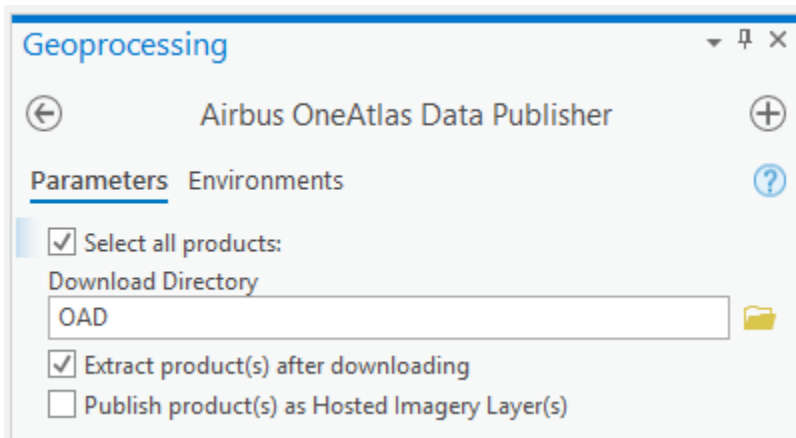 Geoprocessing
Airbus OneAtlas Data Publisher
Parameters Environments
Select all products:
Download Directory
OAD
Extract product(s) after downloading
Publish product(s) as Hosted Imagery Layer(s)